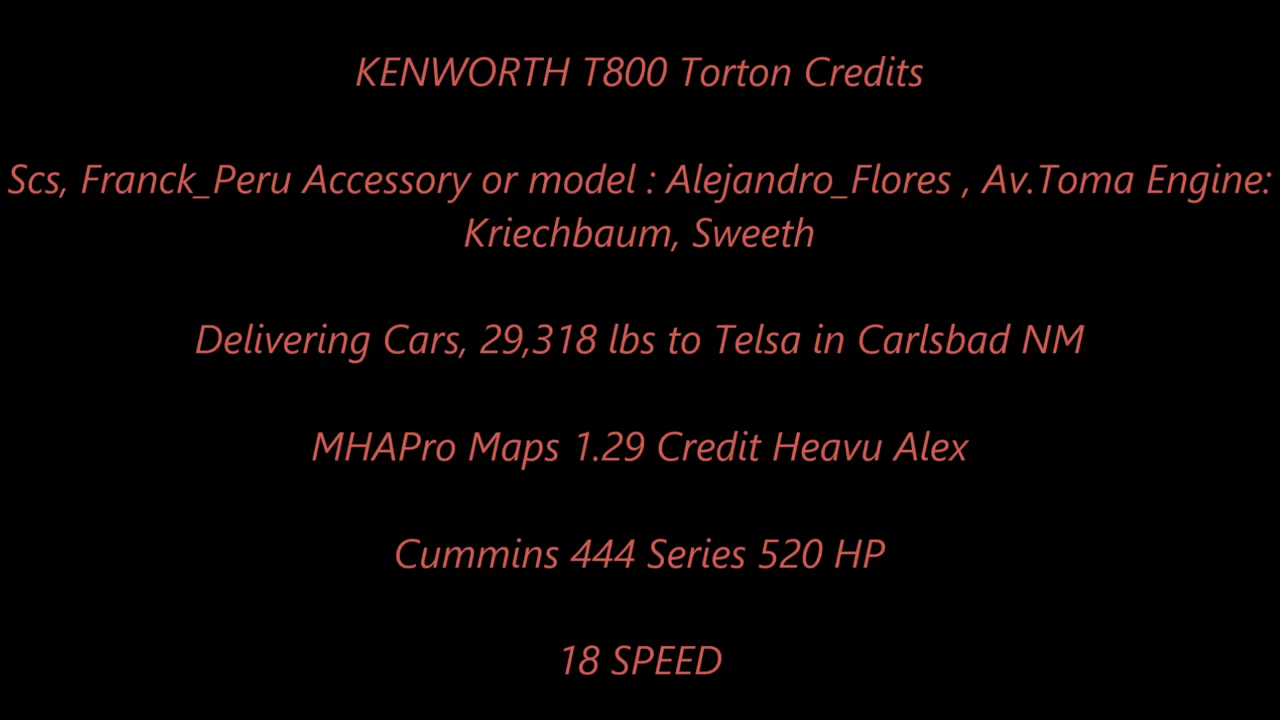 KENWORTH T800 Torton Credits
Scs, Franck_Peru Accessory or model : Alejandro_Flores , Av.Toma Engine:
Kriechbaum, Sweeth
Delivering Cars, 29,318 lbs to Telsa in Carlsbad NM
MHAPro Maps 1.29 Credit Heavu Alex
Cummins 444 Series 520 HP
18 SPEED